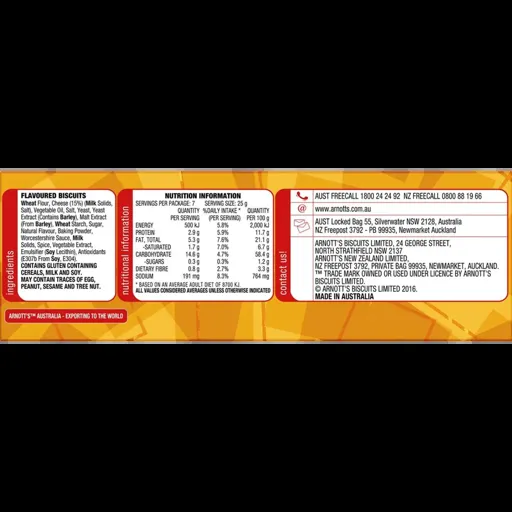 ingredients
FLAVOURED BISCUITS
Wheat Flour, Cheese (15%) (Milk Solids,
Salt), Vegetable Oil, Salt, Yeast, Yeast
Extract (Contains Barley), Malt Extract
(From Barley), Wheat Starch, Sugar,
Natural Flavour, Baking Powder,
Worcestershire Sauce, Milk
Solids, Spice, Vegetable Extract,
Emulsifier (Soy Lecithin), Antioxidants
(E307b From Soy, E304).
CONTAINS GLUTEN CONTAINING
CEREALS, MILK AND SOY.
MAY CONTAIN TRACES OF EGG,
PEANUT, SESAME AND TREE NUT.
ARNOTT'S™ AUSTRALIA - EXPORTING TO THE WORLD
nutritional information
NUTRITION INFORMATION
SERVINGS PER PACKAGE: 7 SERVING SIZE: 25 g
QUANTITY %DAILY INTAKE * QUANTITY
PER SERVING (PER SERVING) PER 100 g
ENERGY 500 kJ 5.8% 2,000 kJ
PROTEIN 2.9 g 5.9% 11.7 g
FAT, TOTAL 5.3 g 7.6% 21.1 g
-SATURATED 1.7 g 7.0% 6.7 g
CARBOHYDRATE 14.6 g 4.7% 58.4 g
-SUGARS 0.3 g 0.3% 1.2 g
DIETARY FIBRE 0.8 g 2.7% 3.3 g
SODIUM 191 mg 8.3% 764 mg
* BASED ON AN AVERAGE ADULT DIET OF 8700 KJ.
ALL VALUES CONSIDERED AVERAGES UNLESS OTHERWISE INDICATED
contact us!
AUST FREECALL 1800 24 24 92 NZ FREECALL 0800 88 19 66
@ www.arnotts.com.au
AUST Locked Bag 55, Silverwater NSW 2128, Australia
NZ Freepost 3792 - PB 99935, Newmarket Auckland
ARNOTT'S BISCUITS LIMITED, 24 GEORGE STREET,
NORTH STRATHFIELD NSW 2137
ARNOTT'S NEW ZEALAND LIMITED,
NZ FREEPOST 3792, PRIVATE BAG 99935, NEWMARKET, AUCKLAND.
™ TRADE MARK OWNED OR USED UNDER LICENCE BY ARNOTT'S
BISCUITS LIMITED.
© ARNOTT'S BISCUITS LIMITED 2016.
MADE IN AUSTRALIA